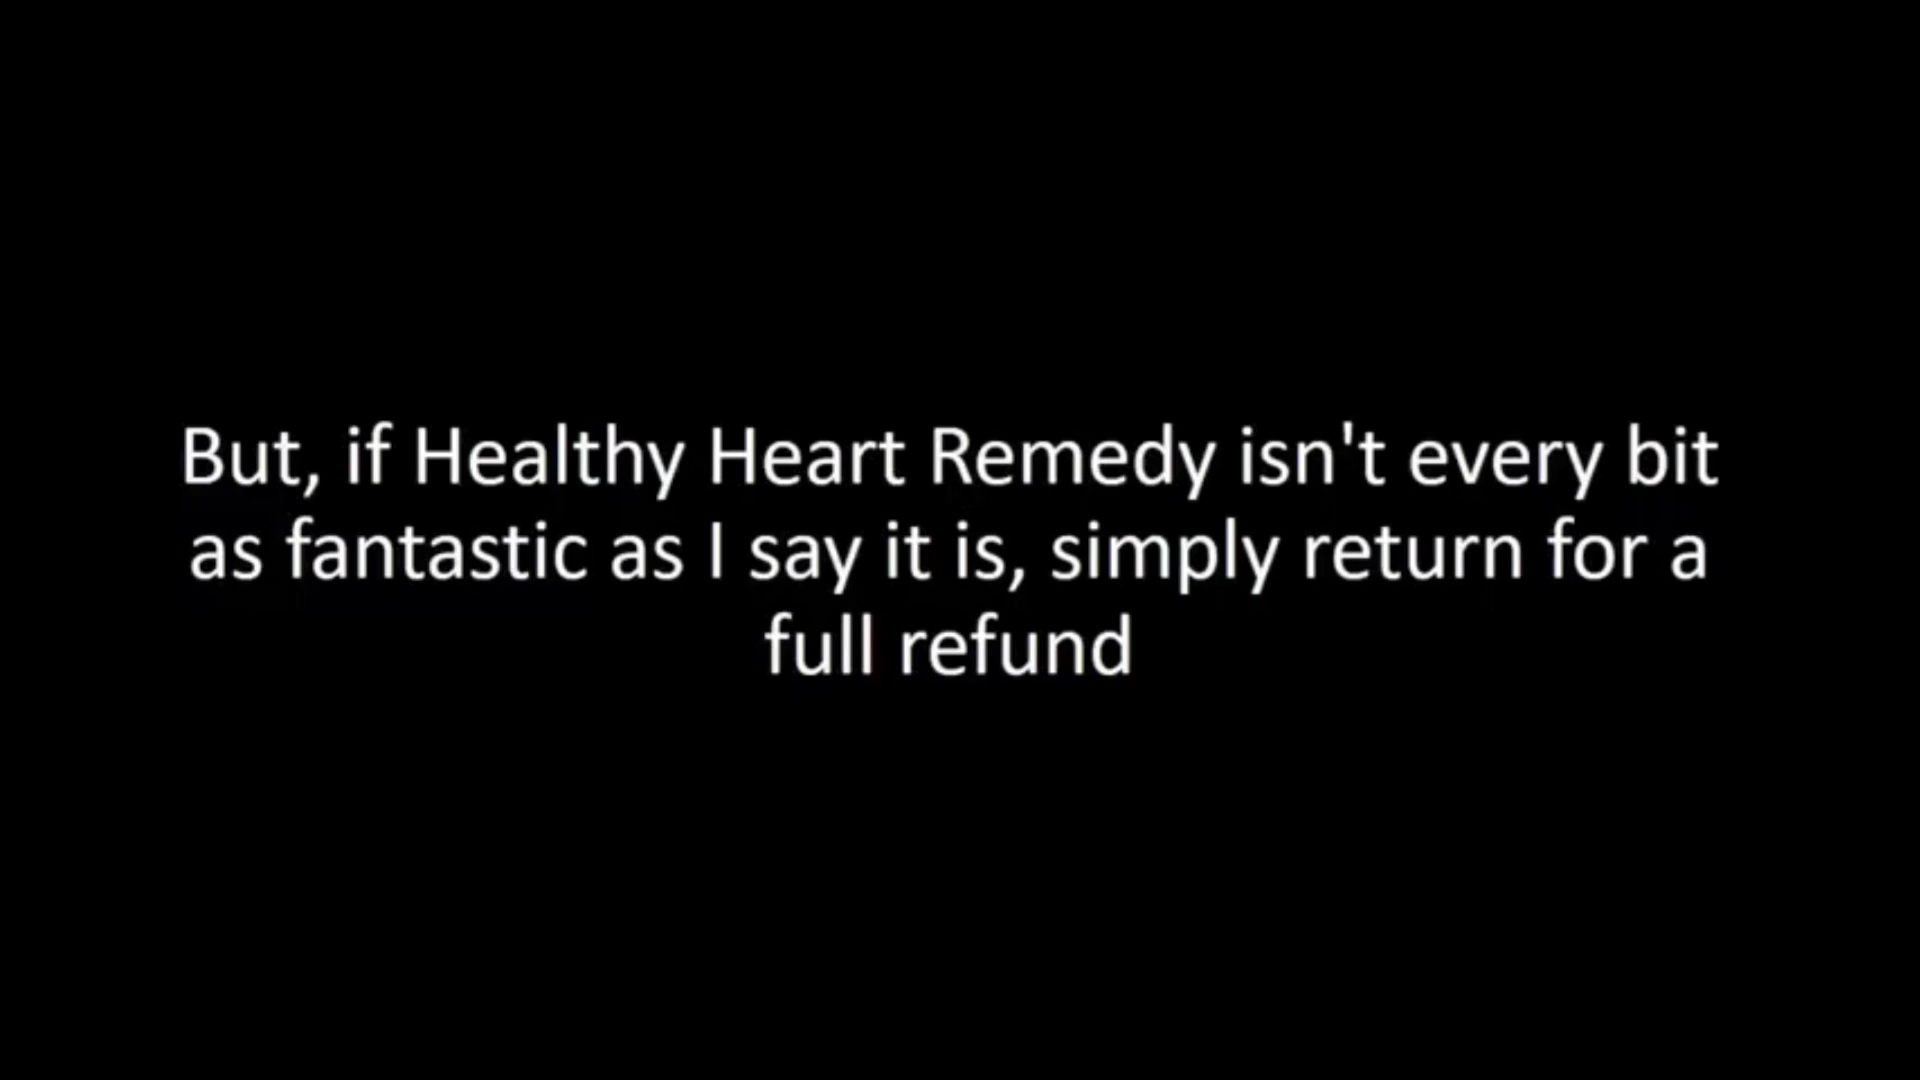 But, if Healthy Heart Remedy isn't every bit
as fantastic as I say it is, simply return for a
full refund